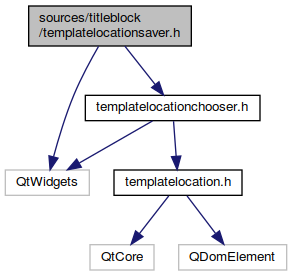 sources/titleblock
/templatelocationsaver.h
templatelocationchooser.h
QtWidgets
templatelocation.h
QtCore
QDomElement